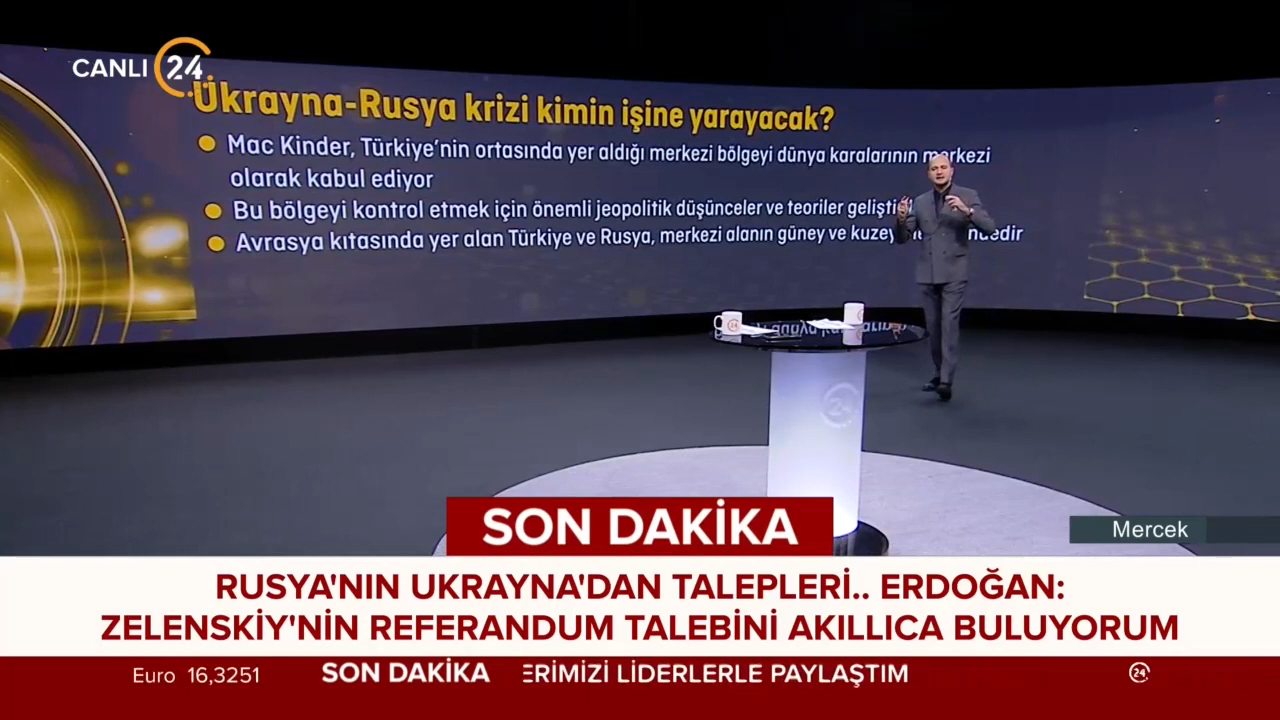 CANLI 24
Ukrayna-Rusya krizi kimin işine yarayacak?
Mac Kinder, Türkiye'nin ortasında yer aldığı merkezi bölgeyi dünya karalarının merkezi
olarak kabul ediyor
Bu bölgeyi kontrol etmek için önemli jeopolitik düşünceler ve teoriler
Avrasya kıtasında yer alan Türkiye ve Rusya, merkezi alanın güney ve
24
24
Mercek
SON DAKİKA
RUSYA'NIN UKRAYNA'DAN TALEPLERİ.. ERDOĞAN:
ZELENSKİY'NİN REFERANDUM TALEBİNİ AKILLICA BULUYORUM
Euro 16,3251 SON DAKİKA ERİMİZİ LİDERLERLE PAYLAŞTIM 24